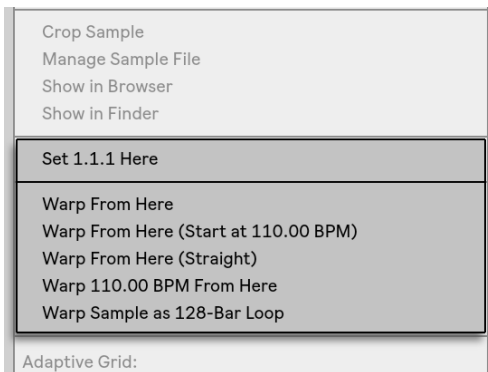 Crop Sample
Manage Sample File
Show in Browser
Show in Finder
Set 1.1.1 Here
Warp From Here
Warp From Here (Start at 110.00 BPM)
Warp From Here (Straight)
Warp 110.00 BPM From Here
Warp Sample as 128-Bar Loop
Adaptive Grid: